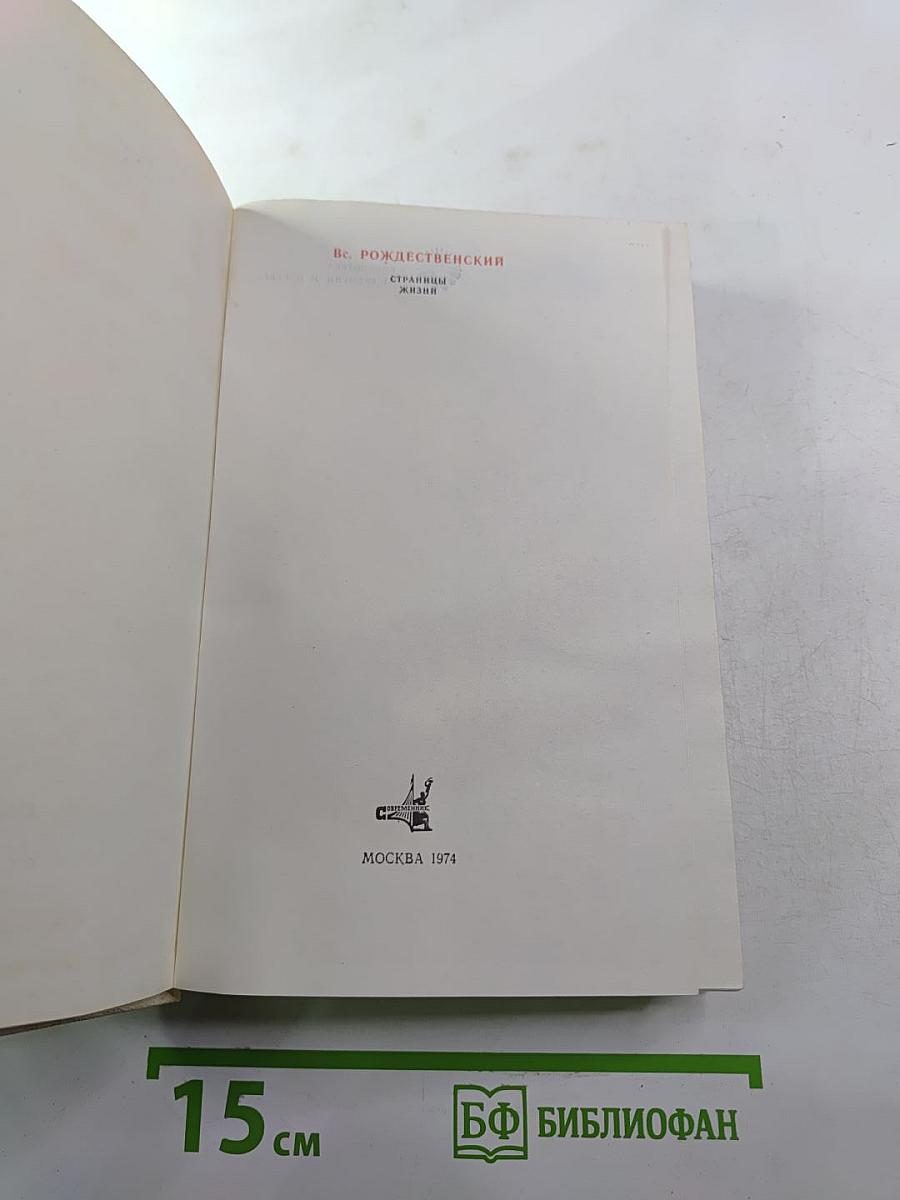 Вс. РОЖДЕСТВЕНСКИЙ
СТРАНИЦЫ
ЖИЗНИ
СОВРЕМЕННИК
МОСКВА 1974
15 см
БФ БИБЛИОФАН